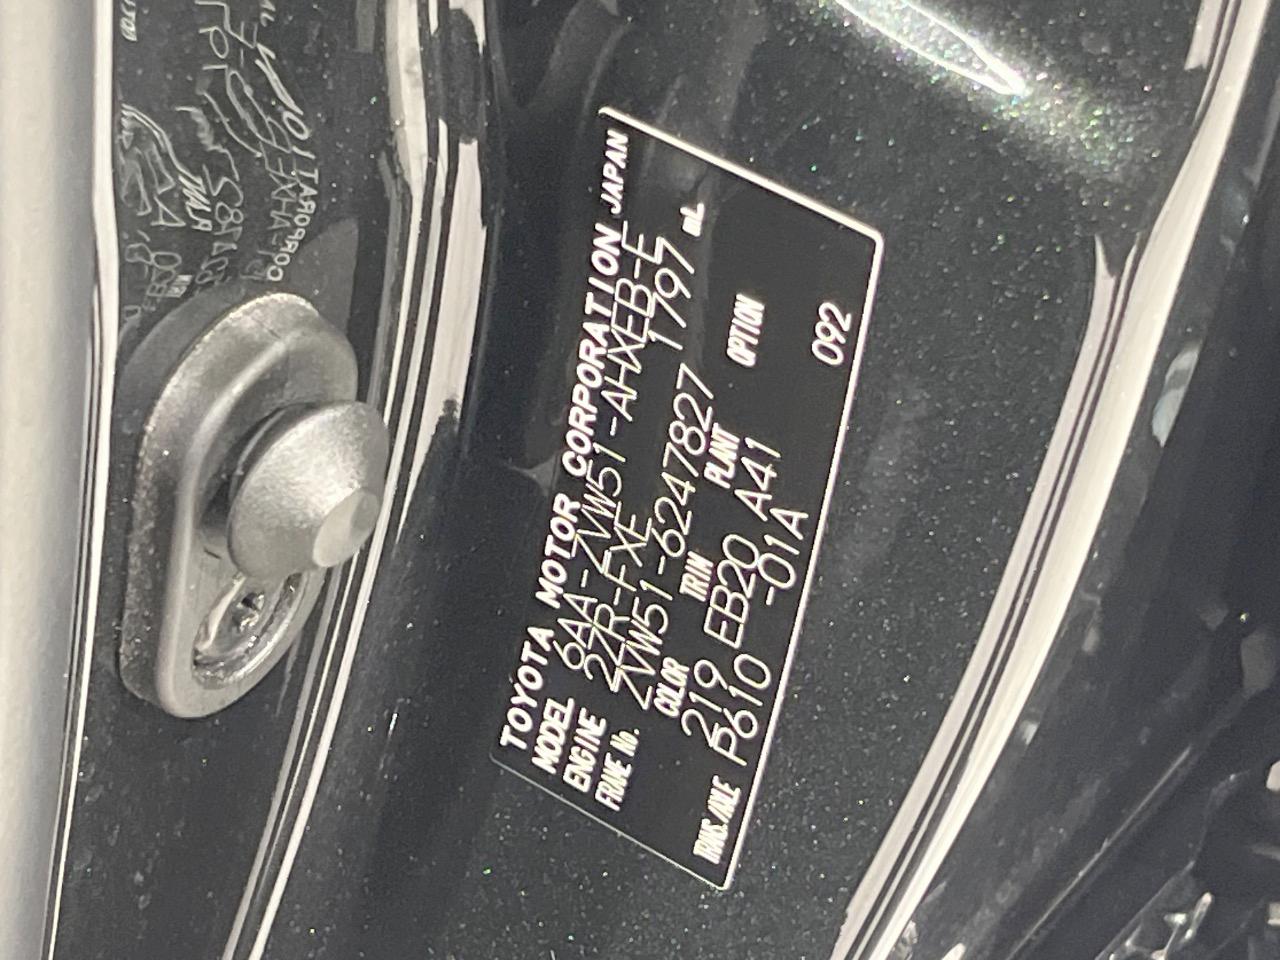 TOYOTA MOTOR CORPORATION JAPAN
MODEL 6AA-ZVW51-AHXEB-E
ENGINE 2ZR-FXE 1797 mL
FRAME No. ZVW51-6247827
COLOR TRIM PLANT OPTION
219 EB20 A41
TRANS./AXLE P610 -01A 092